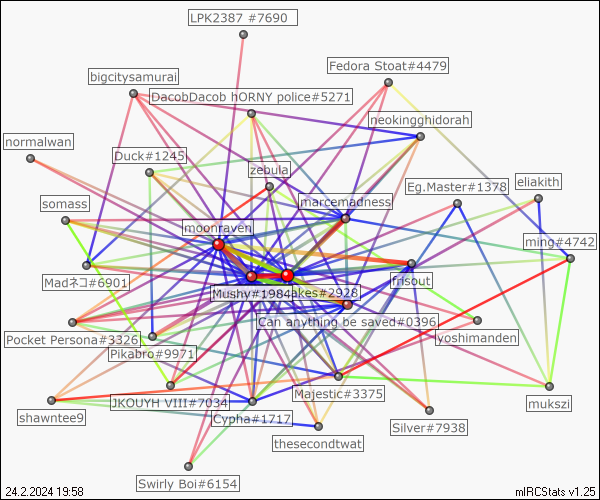 LPK2387 #7690
Fedora Stoat#4479
bigcitysamurai
DacobDacob hORNY police#5271
neokingghidorah
normalwan
Duck#1245
zebula
Eg.Master#1378
eliakith
somass
marcemadness
moonraven
ming#4742
Madネコ#6901
frisout
Mushy#1984
akes#2928
Can anything be saved#0396
Pocket Persona#3326
yoshimanden
Pikabro#9971
Majestic#3375
JKOUYH VIII#7034
mukszi
shawntee9
Cypha#1717
Silver#7938
thesecondtwat
Swirly Boi#6154
24.2.2024 19:58
mIRCStats v1.25